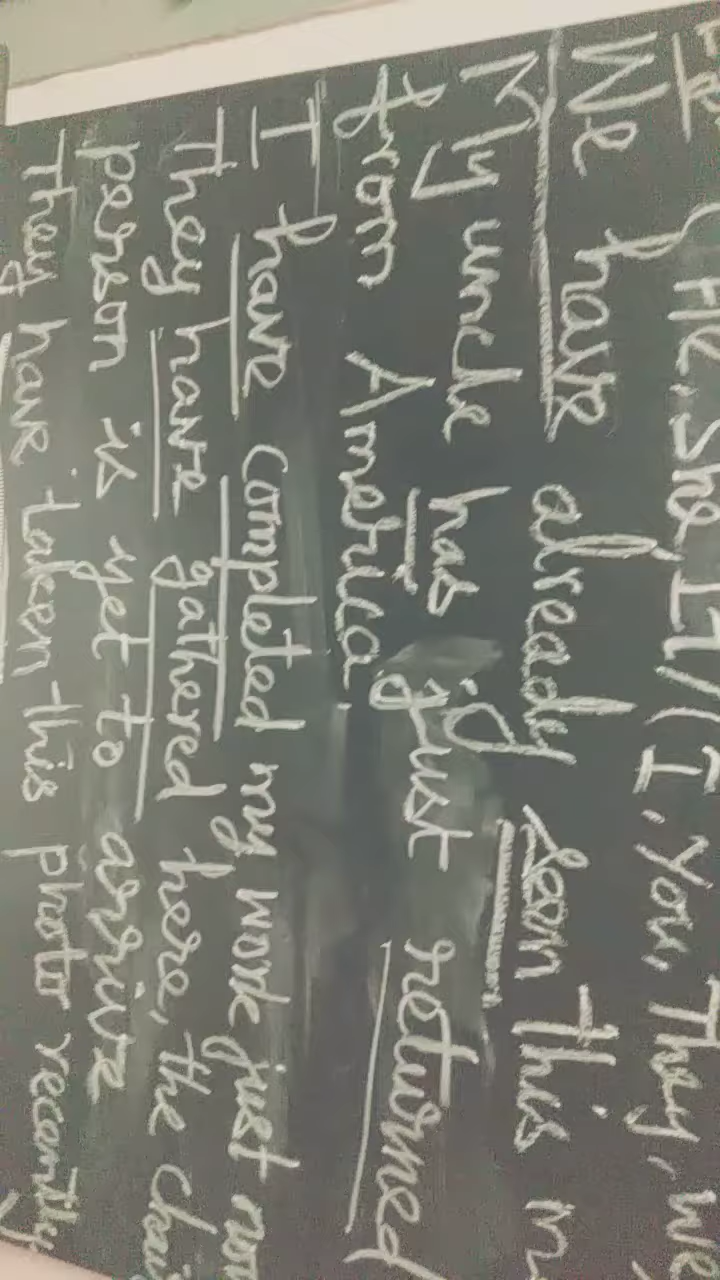 (He, She, It) / (I, You, They, We
We have already seen this m
My uncle has just returned
from America.
I have completed my work just no
They have gathered here, the chai
person is yet to arrive
They have taken this photo recently